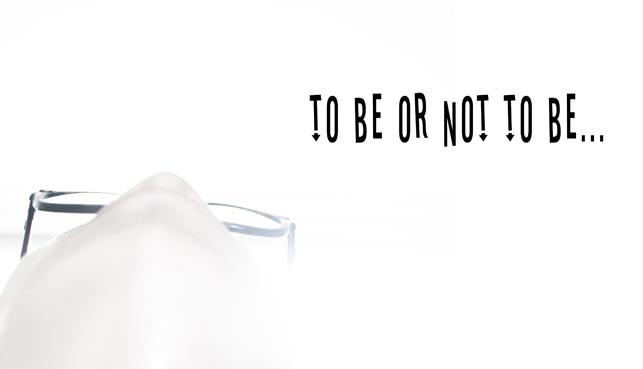 TO BE OR NOT TO BE...